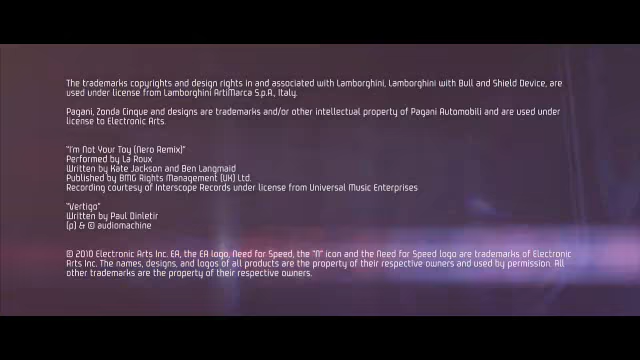 The trademarks copyrights and design rights in and associated with Lamborghini, Lamborghini with Bull and Shield Device, are
used under license from Lamborghini ArtiMarca S.p.A., Italy.
Pagani, Zonda Cinque and designs are trademarks and/or other intellectual property of Pagani Automobili and are used under
license to Electronic Arts.
"I'm Not Your Toy (Nero Remix)"
Performed by La Roux
Written by Kate Jackson and Ben Langmaid
Published by BMG Rights Management (UK) Ltd.
Recording courtesy of Interscope Records under license from Universal Music Enterprises
"Vertigo"
Written by Paul Dinletir
(p) & © audiomachine
© 2010 Electronic Arts Inc. EA, the EA logo, Need for Speed, the "N" icon and the Need for Speed logo are trademarks of Electronic
Arts Inc. The names, designs, and logos of all products are the property of their respective owners and used by permission. All
other trademarks are the property of their respective owners.